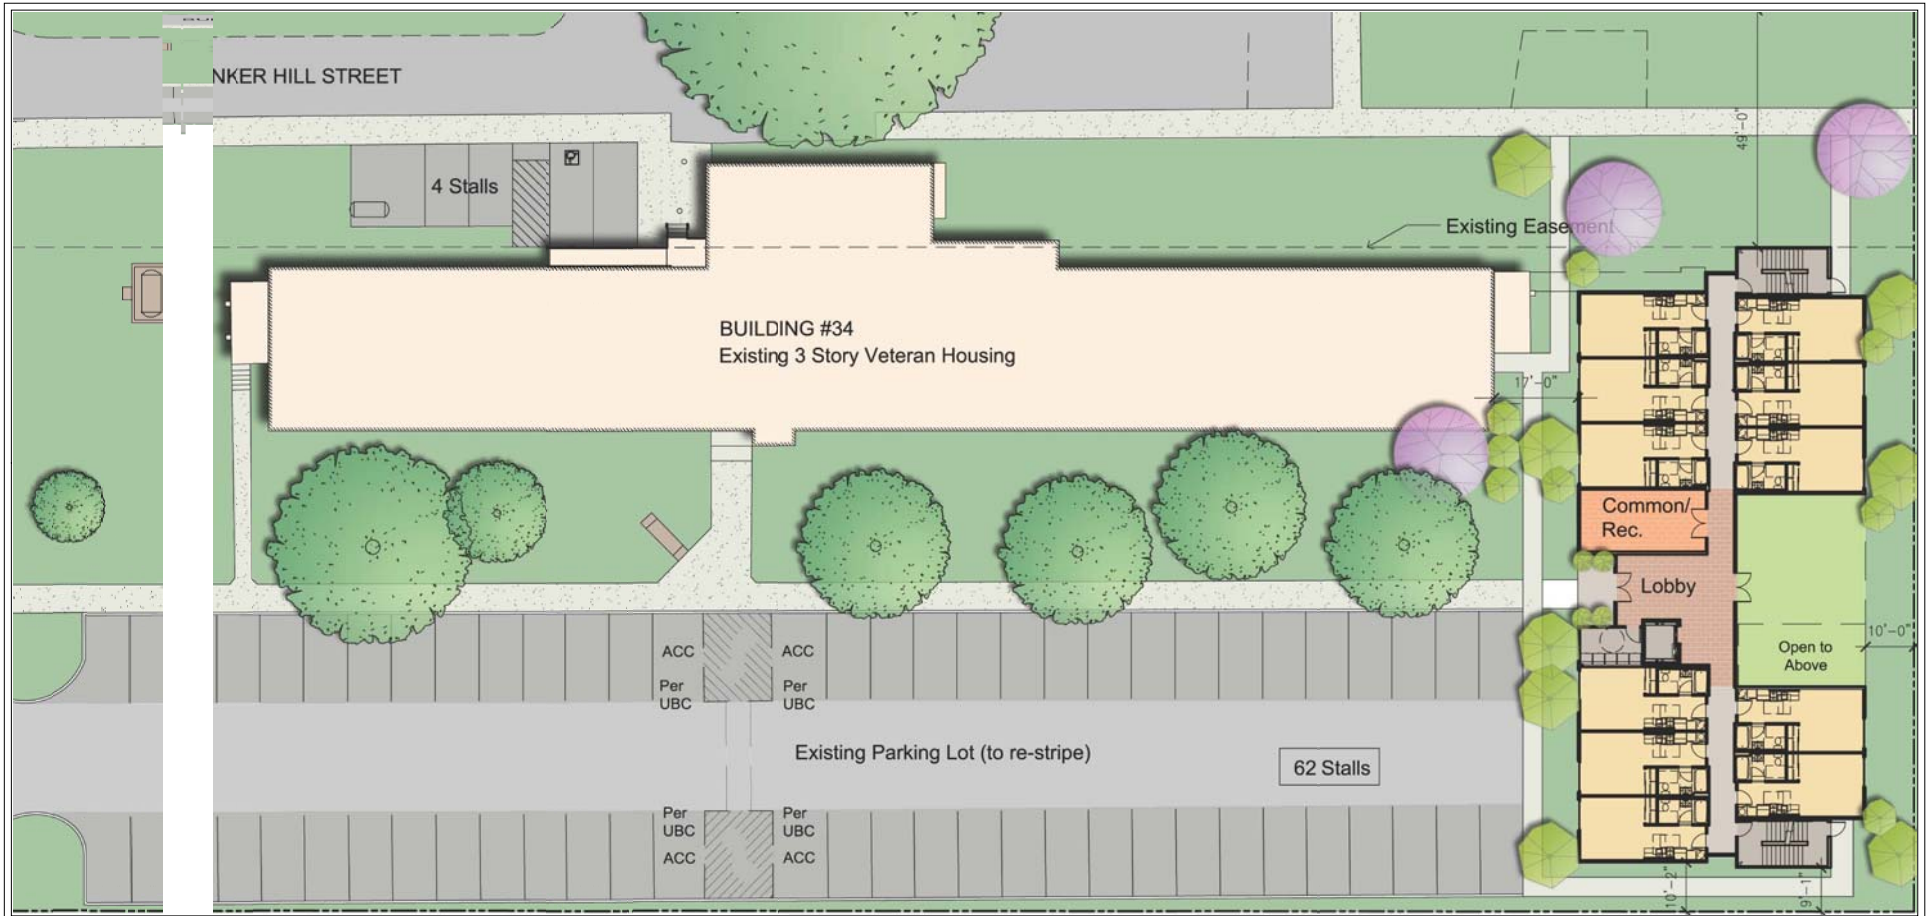 NKER HILL STREET
49'-0"
4 Stalls
Existing Easement
BUILDING #34
Existing 3 Story Veteran Housing
17'-0"
Common/
Rec.
Lobby
10'-0"
Open to
Above
ACC
ACC
Per
UBC
Per
UBC
Existing Parking Lot (to re-stripe)
62 Stalls
Per
UBC
Per
UBC
ACC
ACC
10'-2"
9'-1"